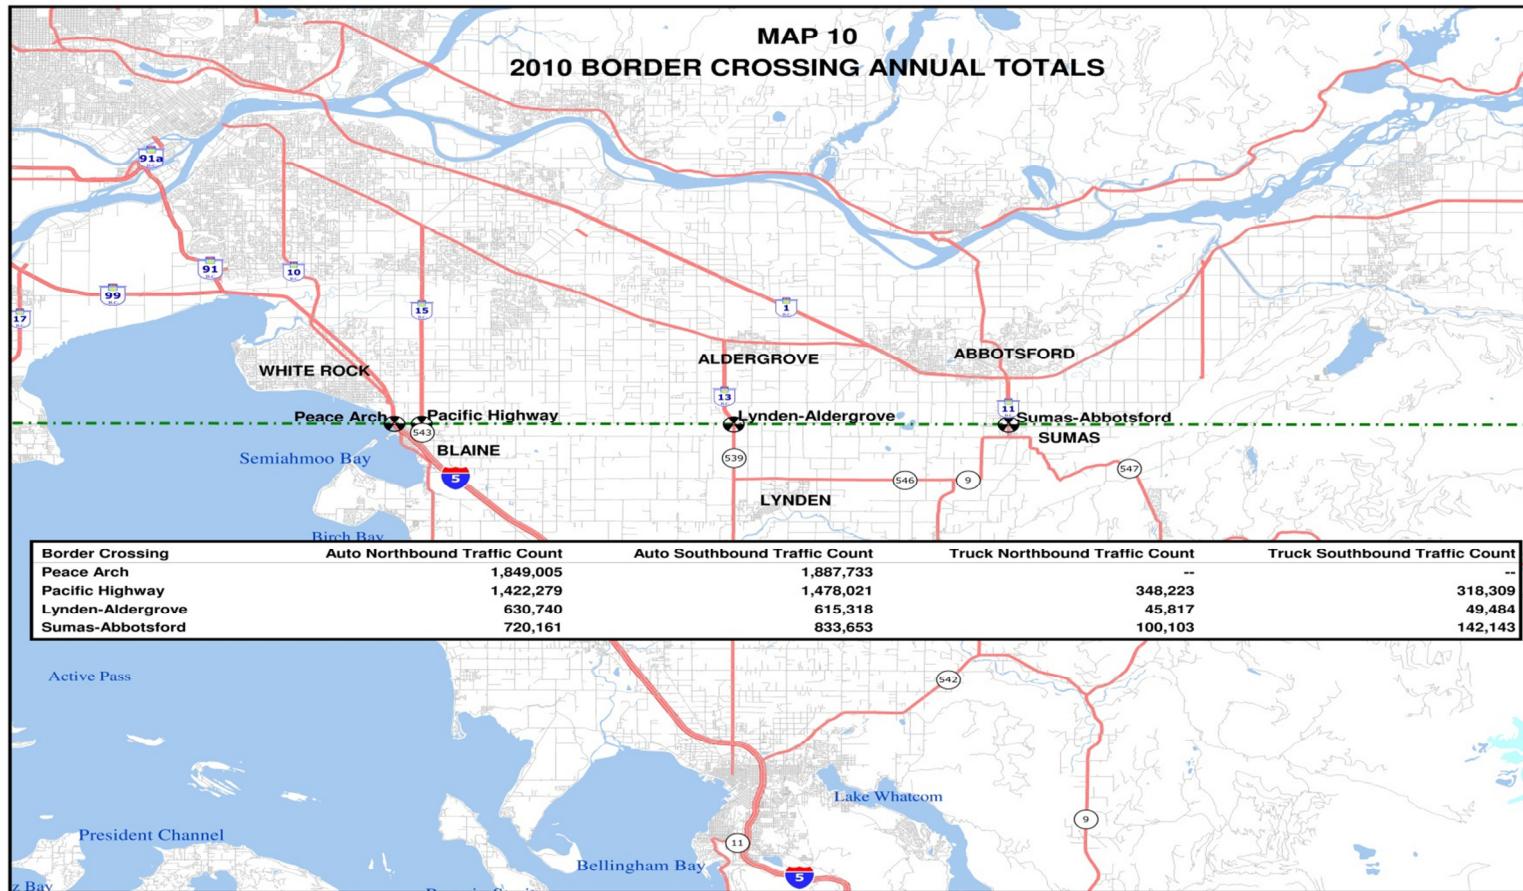 MAP 10
2010 BORDER CROSSING ANNUAL TOTALS
91a
91
10
99
17
15
1
WHITE ROCK
ALDERGROVE
ABBOTSFORD
13
11
Peace Arch
Pacific Highway
Lynden-Aldergrove
Sumas-Abbotsford
543
SUMAS
BLAINE
Semiahmoo Bay
539
547
5
546
9
LYNDEN
Birch Bay
Border Crossing Auto Northbound Traffic Count Auto Southbound Traffic Count Truck Northbound Traffic Count Truck Southbound Traffic Count
Peace Arch 1,849,005 1,887,733 -- --
Pacific Highway 1,422,279 1,478,021 348,223 318,309
Lynden-Aldergrove 630,740 615,318 45,817 49,484
Sumas-Abbotsford 720,161 833,653 100,103 142,143
Active Pass
542
Lake Whatcom
President Channel
9
11
Bellingham Bay
5
z Bay